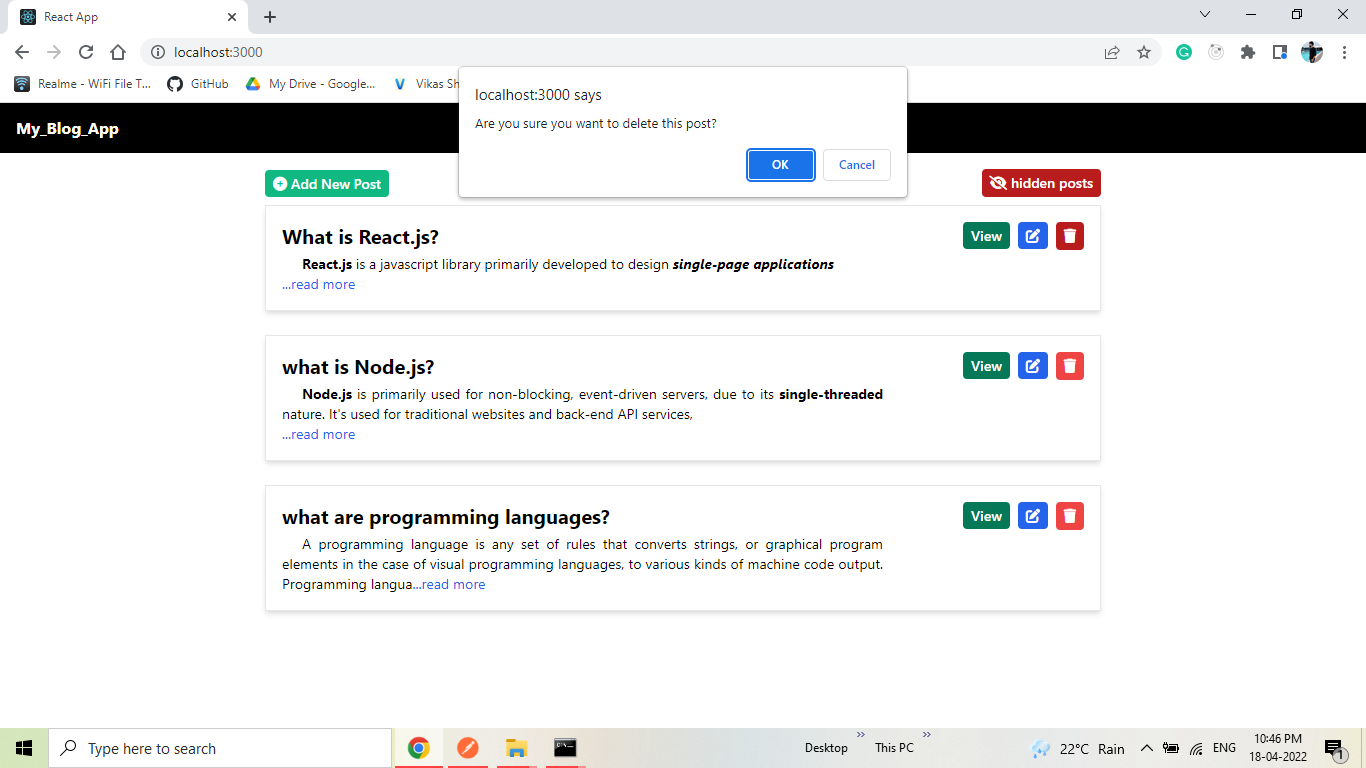 React App
localhost:3000
Realme - WiFi File T...
GitHub
My Drive - Google...
Vikas Sh
localhost:3000 says
Are you sure you want to delete this post?
OK
Cancel
My_Blog_App
Add New Post
hidden posts
What is React.js?
View
React.js is a javascript library primarily developed to design single-page applications
...read more
what is Node.js?
View
Node.js is primarily used for non-blocking, event-driven servers, due to its single-threaded
nature. It's used for traditional websites and back-end API services,
...read more
what are programming languages?
View
A programming language is any set of rules that converts strings, or graphical program
elements in the case of visual programming languages, to various kinds of machine code output.
Programming langua...read more
Type here to search
Desktop
This PC
22°C Rain
ENG
10:46 PM
18-04-2022
1